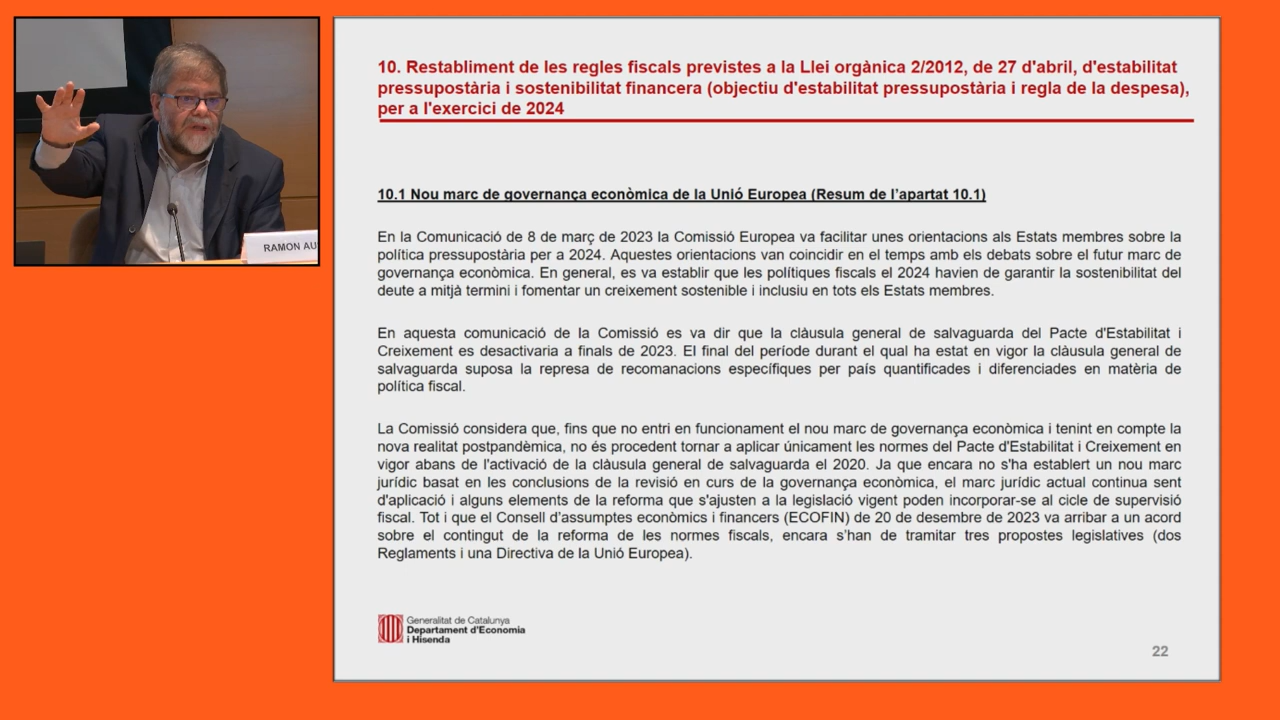 RAMON AU
10. Restabliment de les regles fiscals previstes a la Llei orgànica 2/2012, de 27 d'abril, d'estabilitat
pressupostària i sostenibilitat financera (objectiu d'estabilitat pressupostària i regla de la despesa),
per a l'exercici de 2024
10.1 Nou marc de governança econòmica de la Unió Europea (Resum de l'apartat 10.1)
En la Comunicació de 8 de març de 2023 la Comissió Europea va facilitar unes orientacions als Estats membres sobre la
política pressupostària per a 2024. Aquestes orientacions van coincidir en el temps amb els debats sobre el futur marc de
governança econòmica. En general, es va establir que les polítiques fiscals el 2024 havien de garantir la sostenibilitat del
deute a mitjà termini i fomentar un creixement sostenible i inclusiu en tots els Estats membres.
En aquesta comunicació de la Comissió es va dir que la clàusula general de salvaguarda del Pacte d'Estabilitat i
Creixement es desactivaria a finals de 2023. El final del període durant el qual ha estat en vigor la clàusula general de
salvaguarda suposa la represa de recomanacions específiques per país quantificades i diferenciades en matèria de
política fiscal.
La Comissió considera que, fins que no entri en funcionament el nou marc de governança econòmica i tenint en compte la
nova realitat postpandèmica, no és procedent tornar a aplicar únicament les normes del Pacte d'Estabilitat i Creixement en
vigor abans de l'activació de la clàusula general de salvaguarda el 2020. Ja que encara no s'ha establert un nou marc
jurídic basat en les conclusions de la revisió en curs de la governança econòmica, el marc jurídic actual continua sent
d'aplicació i alguns elements de la reforma que s'ajusten a la legislació vigent poden incorporar-se al cicle de supervisió
fiscal. Tot i que el Consell d'assumptes econòmics i financers (ECOFIN) de 20 de desembre de 2023 va arribar a un acord
sobre el contingut de la reforma de les normes fiscals, encara s'han de tramitar tres propostes legislatives (dos
Reglaments i una Directiva de la Unió Europea).
Generalitat de Catalunya
Departament d'Economia
i Hisenda
22